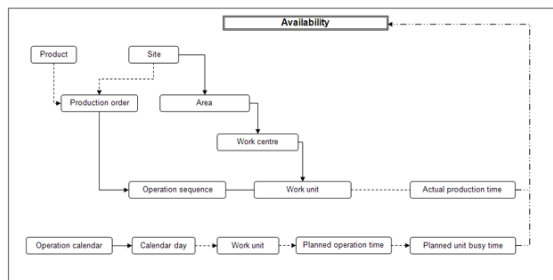 Availability
Product
Site
Production order
Area
Work centre
Operation sequence
Work unit
Actual production time
Operation calendar
Calendar day
Work unit
Planned operation time
Planned unit busy time